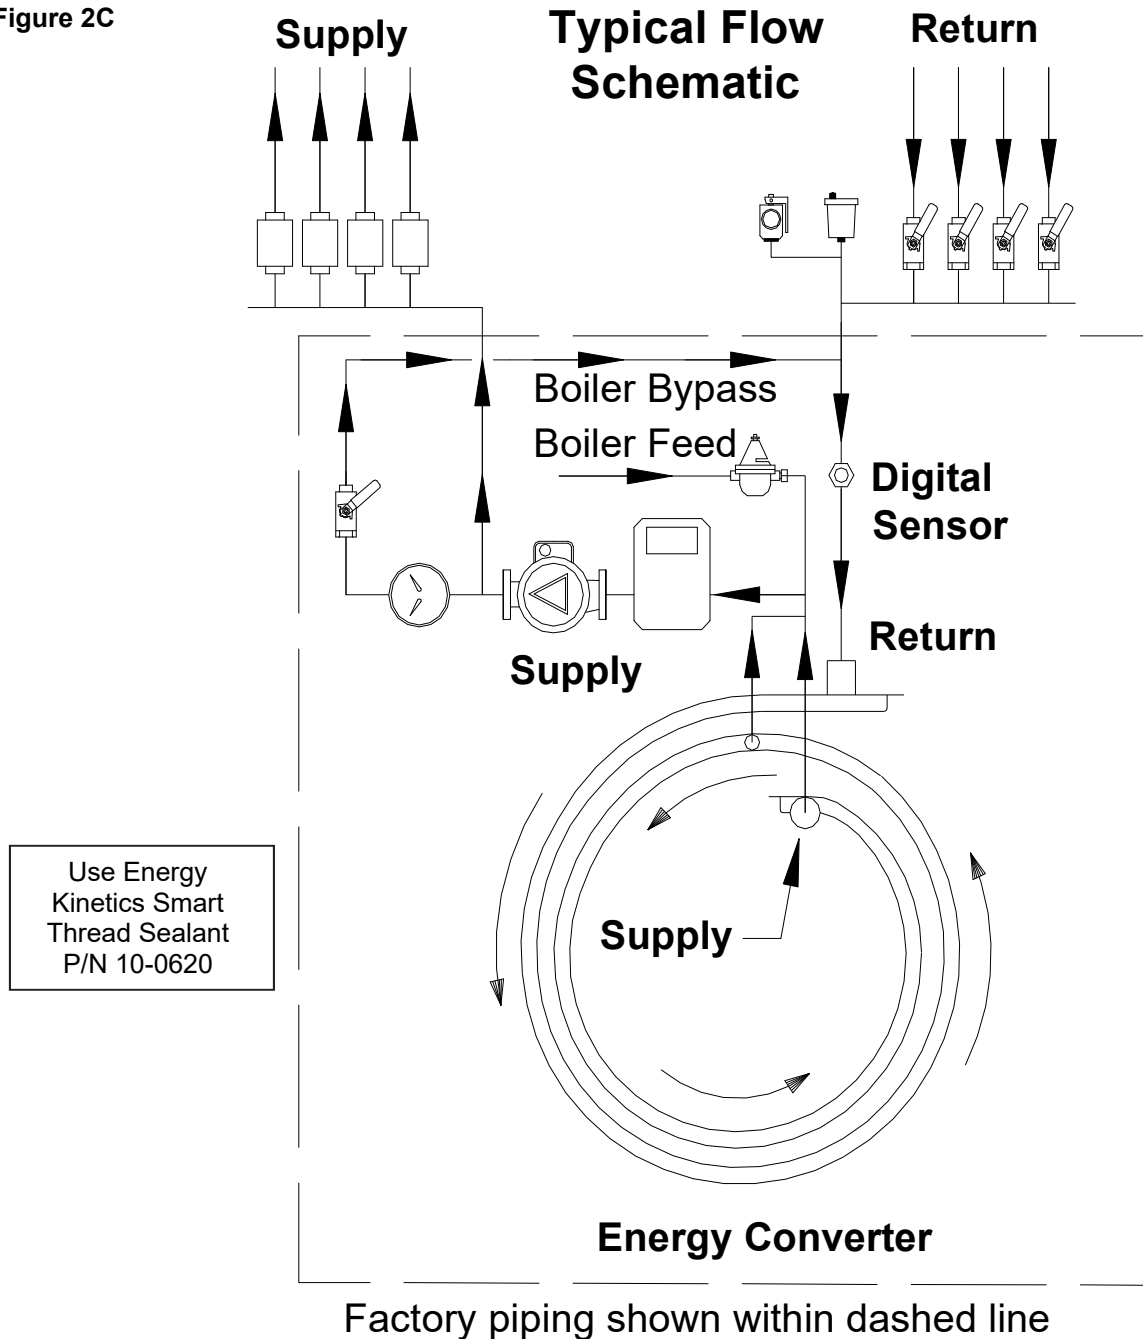 Figure 2C
Supply
Typical Flow
Schematic
Return
Boiler Bypass
Boiler Feed
Digital
Sensor
Return
Supply
Use Energy
Kinetics Smart
Thread Sealant
P/N 10-0620
Supply
Energy Converter
Factory piping shown within dashed line